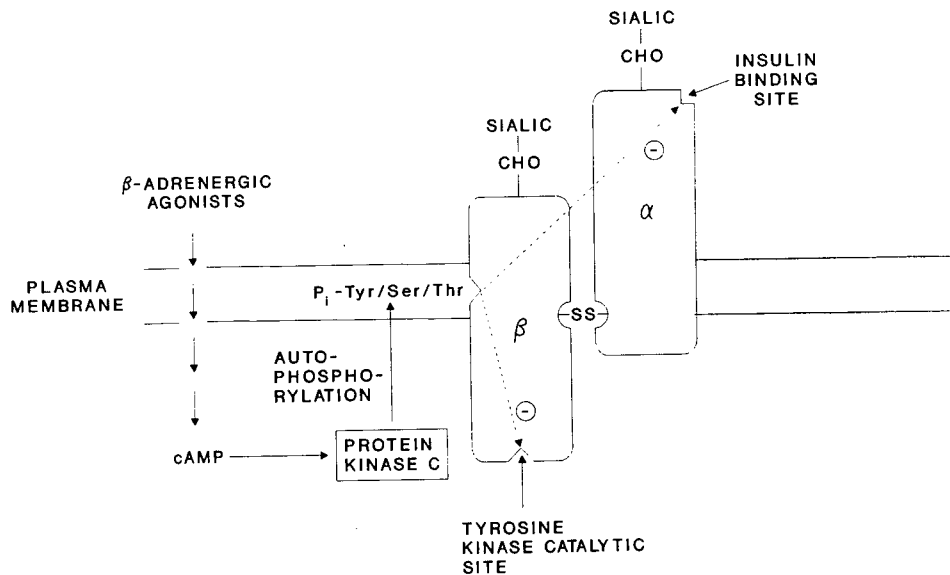 SIALIC
CHO
INSULIN
BINDING
SITE
SIALIC
CHO
β-ADRENERGIC
AGONISTS
α
PLASMA
MEMBRANE
Pi-Tyr/Ser/Thr
SS
β
AUTO-
PHOSPHO-
RYLATION
cAMP
PROTEIN
KINASE C
TYROSINE
KINASE CATALYTIC
SITE